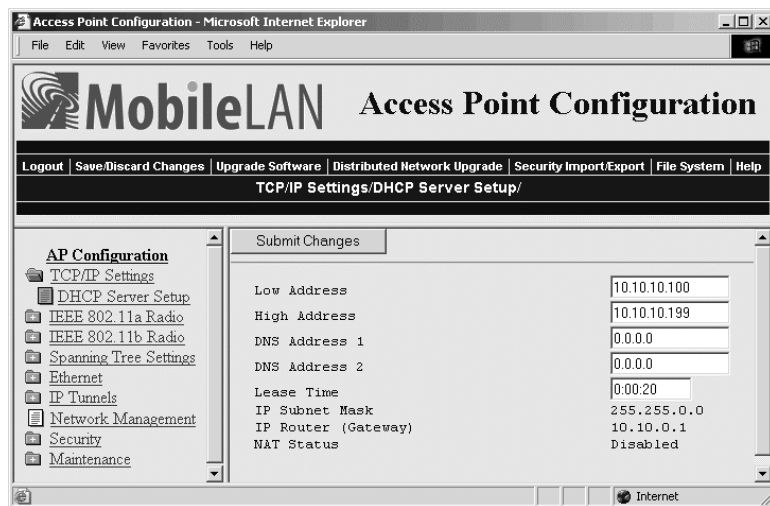 Access Point Configuration - Microsoft Internet Explorer
File Edit View Favorites Tools Help
MobileLAN Access Point Configuration
Logout | Save/Discard Changes | Upgrade Software | Distributed Network Upgrade | Security Import/Export | File System | Help
TCP/IP Settings/DHCP Server Setup/
AP Configuration
TCP/IP Settings
DHCP Server Setup
IEEE 802.11a Radio
IEEE 802.11b Radio
Spanning Tree Settings
Ethernet
IP Tunnels
Network Management
Security
Maintenance
Submit Changes
Low Address 10.10.10.100
High Address 10.10.10.199
DNS Address 1 0.0.0.0
DNS Address 2 0.0.0.0
Lease Time 0:00:20
IP Subnet Mask 255.255.0.0
IP Router (Gateway) 10.10.0.1
NAT Status Disabled
Internet